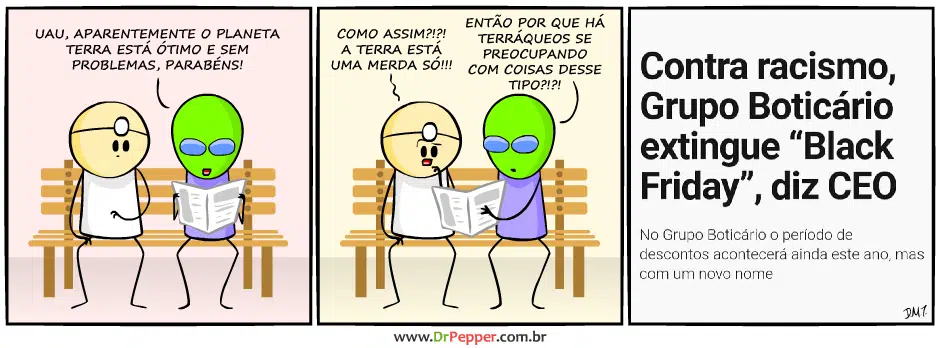 UAU, APARENTEMENTE O PLANETA
TERRA ESTÁ ÓTIMO E SEM
PROBLEMAS, PARABÉNS!
COMO ASSIM?!?!
A TERRA ESTÁ
UMA MERDA SÓ!!!
ENTÃO POR QUE HÁ
TERRÁQUEOS SE
PREOCUPANDO
COM COISAS DESSE
TIPO?!?!
Contra racismo,
Grupo Boticário
extingue “Black
Friday”, diz CEO
No Grupo Boticário o período de
descontos acontecerá ainda este ano, mas
com um novo nome
www.DrPepper.com.br